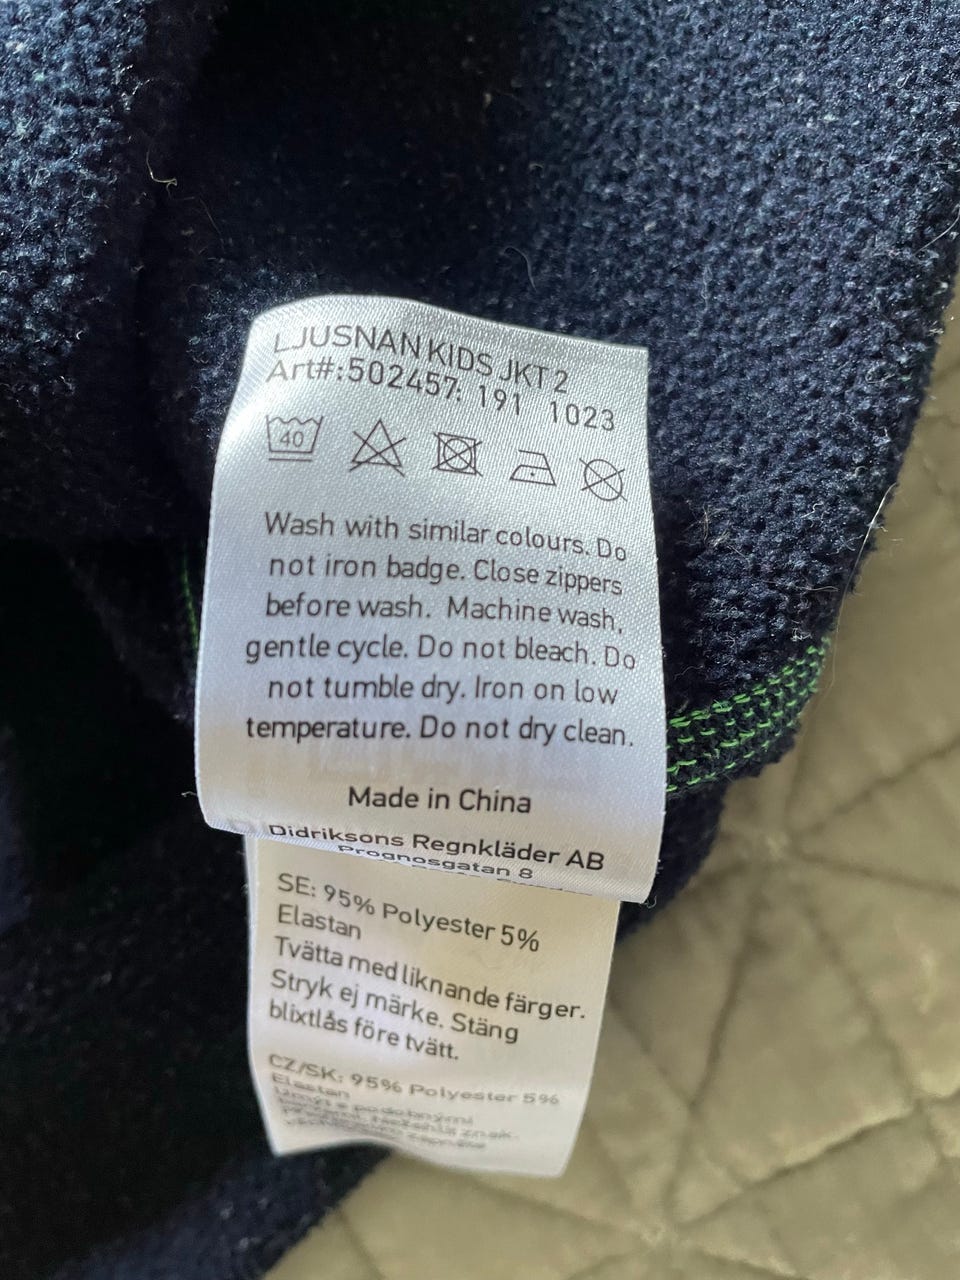 LJUSNAN KIDS JKT 2
Art#:502457: 191 1023
40
Wash with similar colours. Do
not iron badge. Close zippers
before wash. Machine wash,
gentle cycle. Do not bleach. Do
not tumble dry. Iron on low
temperature. Do not dry clean.
Made in China
Didriksons Regnkläder AB
Prognosgatan 8
SE: 95% Polyester 5%
Elastan
Tvätta med liknande färger.
Stryk ej märke. Stäng
blixtlås före tvätt.
CZ/SK: 95% Polyester 5%
Elastan
podobnými